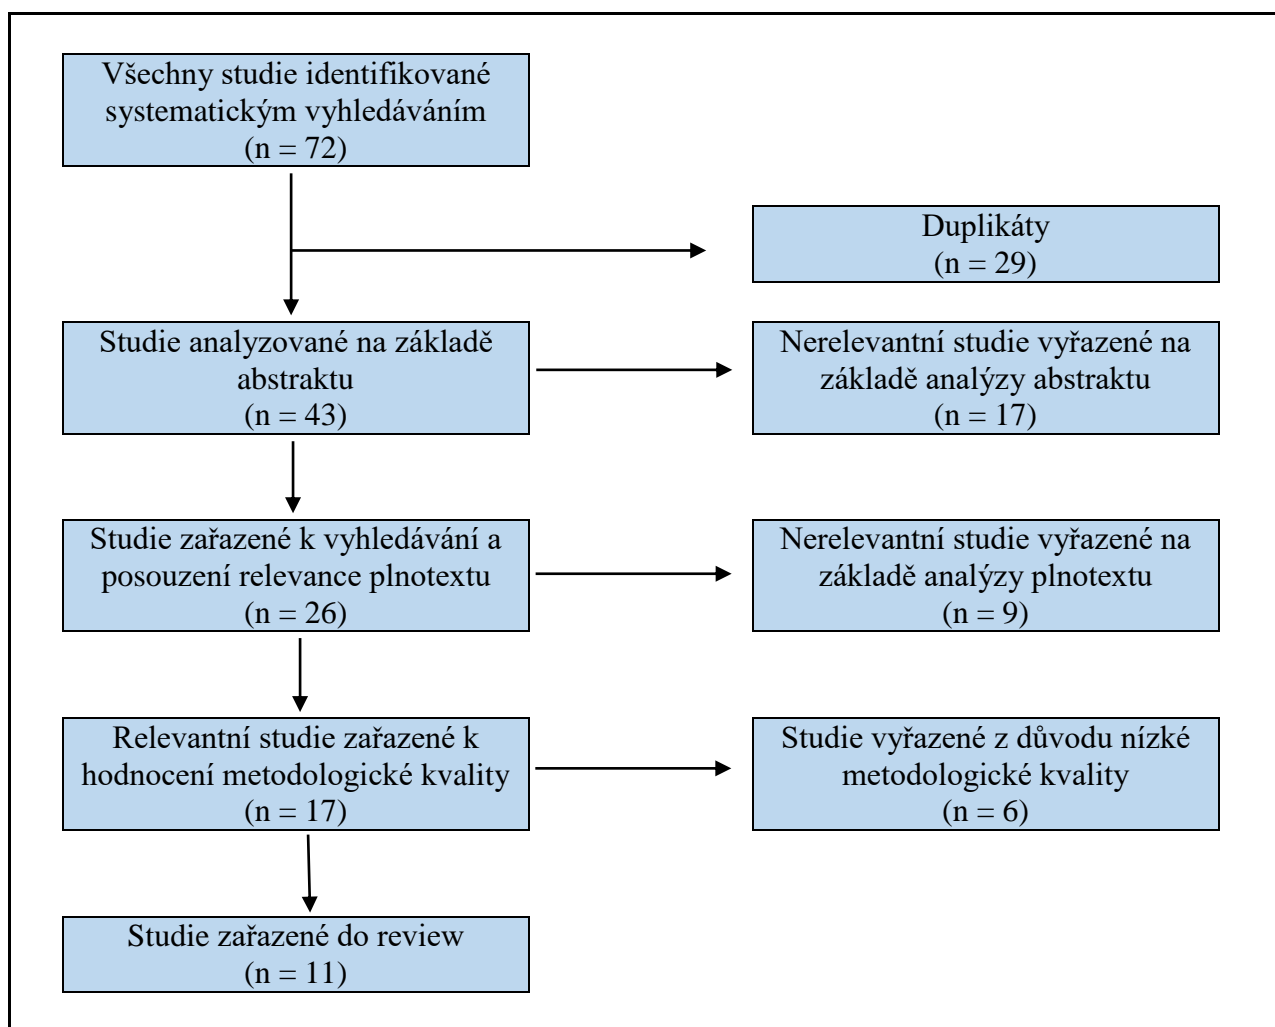 Všechny studie identifikované
systematickým vyhledáváním
(n = 72)
Duplikáty
(n = 29)
Studie analyzované na základě
abstraktu
(n = 43)
Nerelevantní studie vyřazené na
základě analýzy abstraktu
(n = 17)
Studie zařazené k vyhledávání a
posouzení relevance plnotextu
(n = 26)
Nerelevantní studie vyřazené na
základě analýzy plnotextu
(n = 9)
Relevantní studie zařazené k
hodnocení metodologické kvality
(n = 17)
Studie vyřazené z důvodu nízké
metodologické kvality
(n = 6)
Studie zařazené do review
(n = 11)